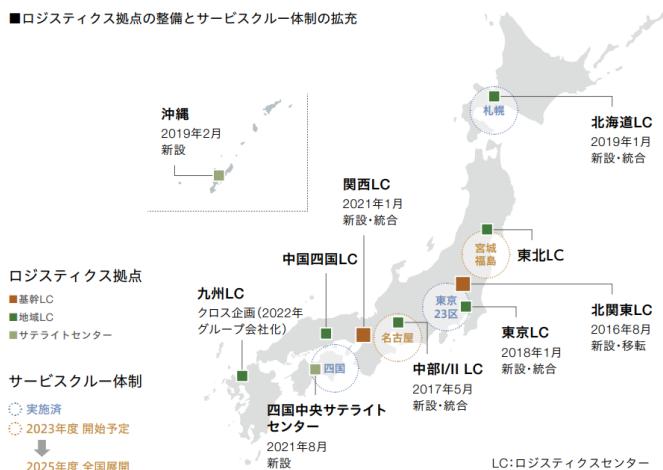 ■ロジスティクス拠点の整備とサービスクルー体制の拡充
沖縄
2019年2月
新設
札幌
北海道LC
2019年1月
新設・統合
関西LC
2021年1月
新設・統合
宮城
福島
東北LC
中国四国LC
ロジスティクス拠点
■基幹LC
■地域LC
■サテライトセンター
九州LC
クロス企画(2022年
グループ会社化)
東京
23区
北関東LC
2016年8月
新設・移転
東京LC
2018年1月
新設・統合
名古屋
中部I/II LC
2017年5月
新設・統合
四国
四国中央サテライト
センター
2021年8月
新設
サービスクルー体制
実施済
2023年度 開始予定
2025年度 全国展開
LC:ロジスティクスセンター